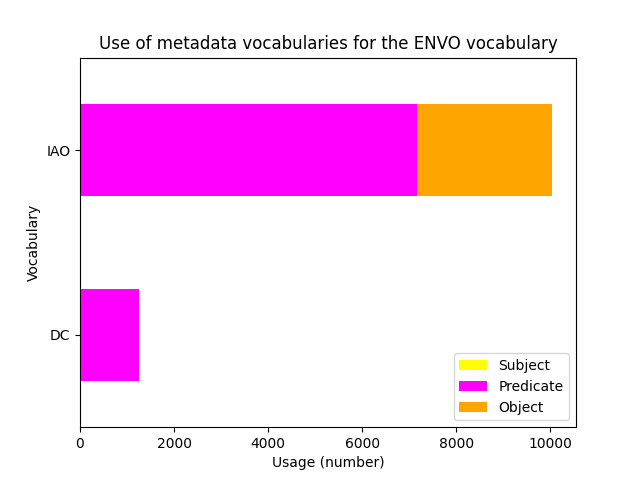 Use of metadata vocabularies for the ENVO vocabulary
IAO
DC
Vocabulary
Subject
Predicate
Object
0 2000 4000 6000 8000 10000
Usage (number)